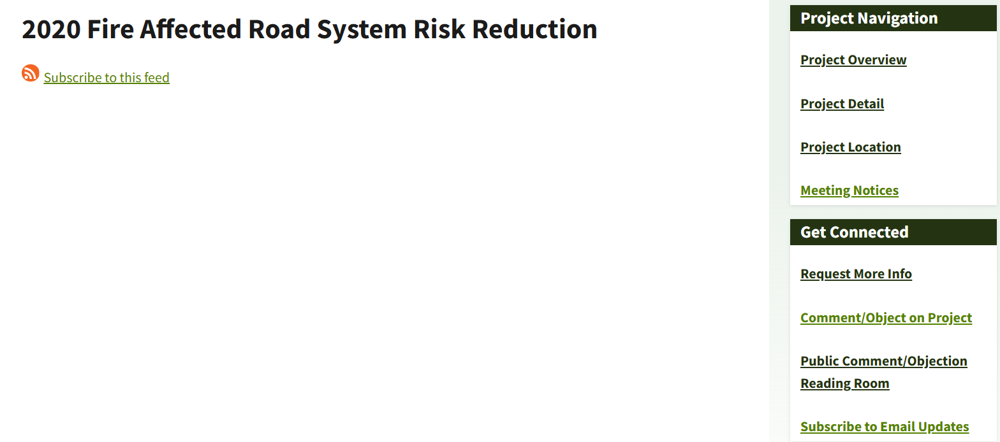 2020 Fire Affected Road System Risk Reduction
Subscribe to this feed
Project Navigation
Project Overview
Project Detail
Project Location
Meeting Notices
Get Connected
Request More Info
Comment/Object on Project
Public Comment/Objection
Reading Room
Subscribe to Email Updates